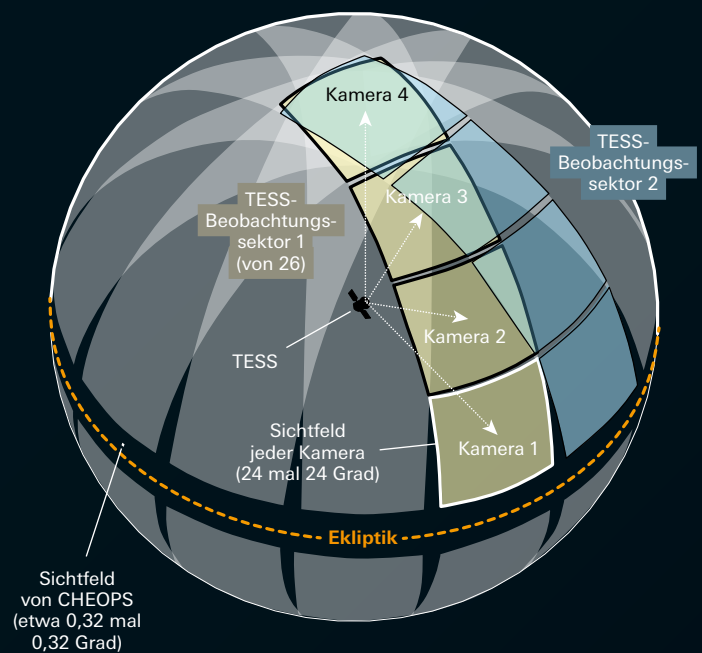 Kamera 4
TESS-
Beobachtungs-
sektor 2
Kamera 3
TESS-
Beobachtungs-
sektor 1
(von 26)
Kamera 2
TESS
Sichtfeld
jeder Kamera
(24 mal 24 Grad)
Kamera 1
Ekliptik
Sichtfeld
von CHEOPS
(etwa 0,32 mal
0,32 Grad)